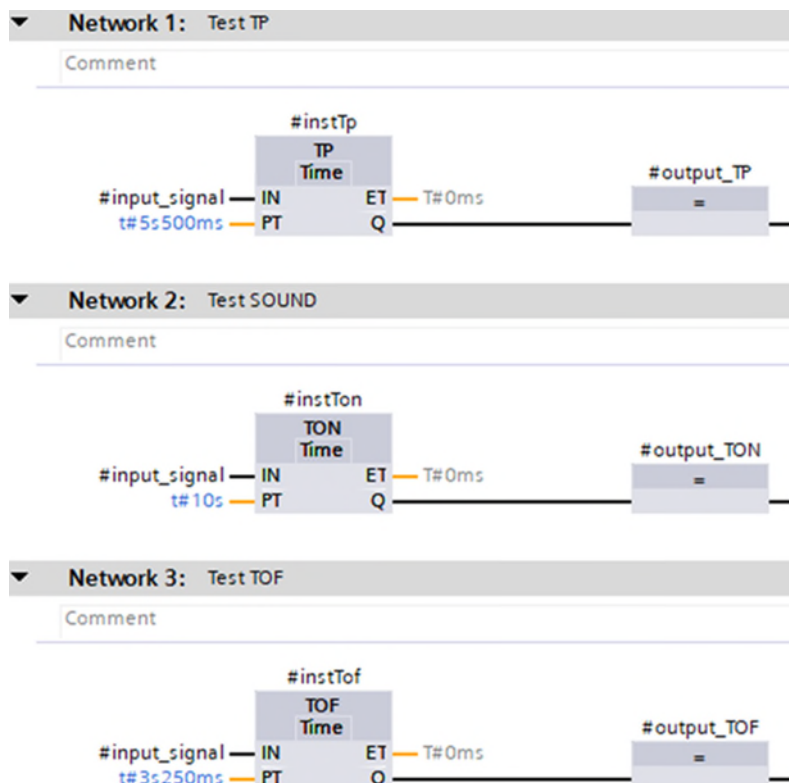 Network 1: Test TP
Comment
#instTp
TP
Time
#output_TP
#input_signal IN ET T#0ms =
t#5s500ms PT Q
Network 2: Test SOUND
Comment
#instTon
TON
Time
#output_TON
#input_signal IN ET T#0ms =
t#10s PT Q
Network 3: Test TOF
Comment
#instTof
TOF
Time
#output_TOF
#input_signal IN ET T#0ms =
t#3s250ms PT Q